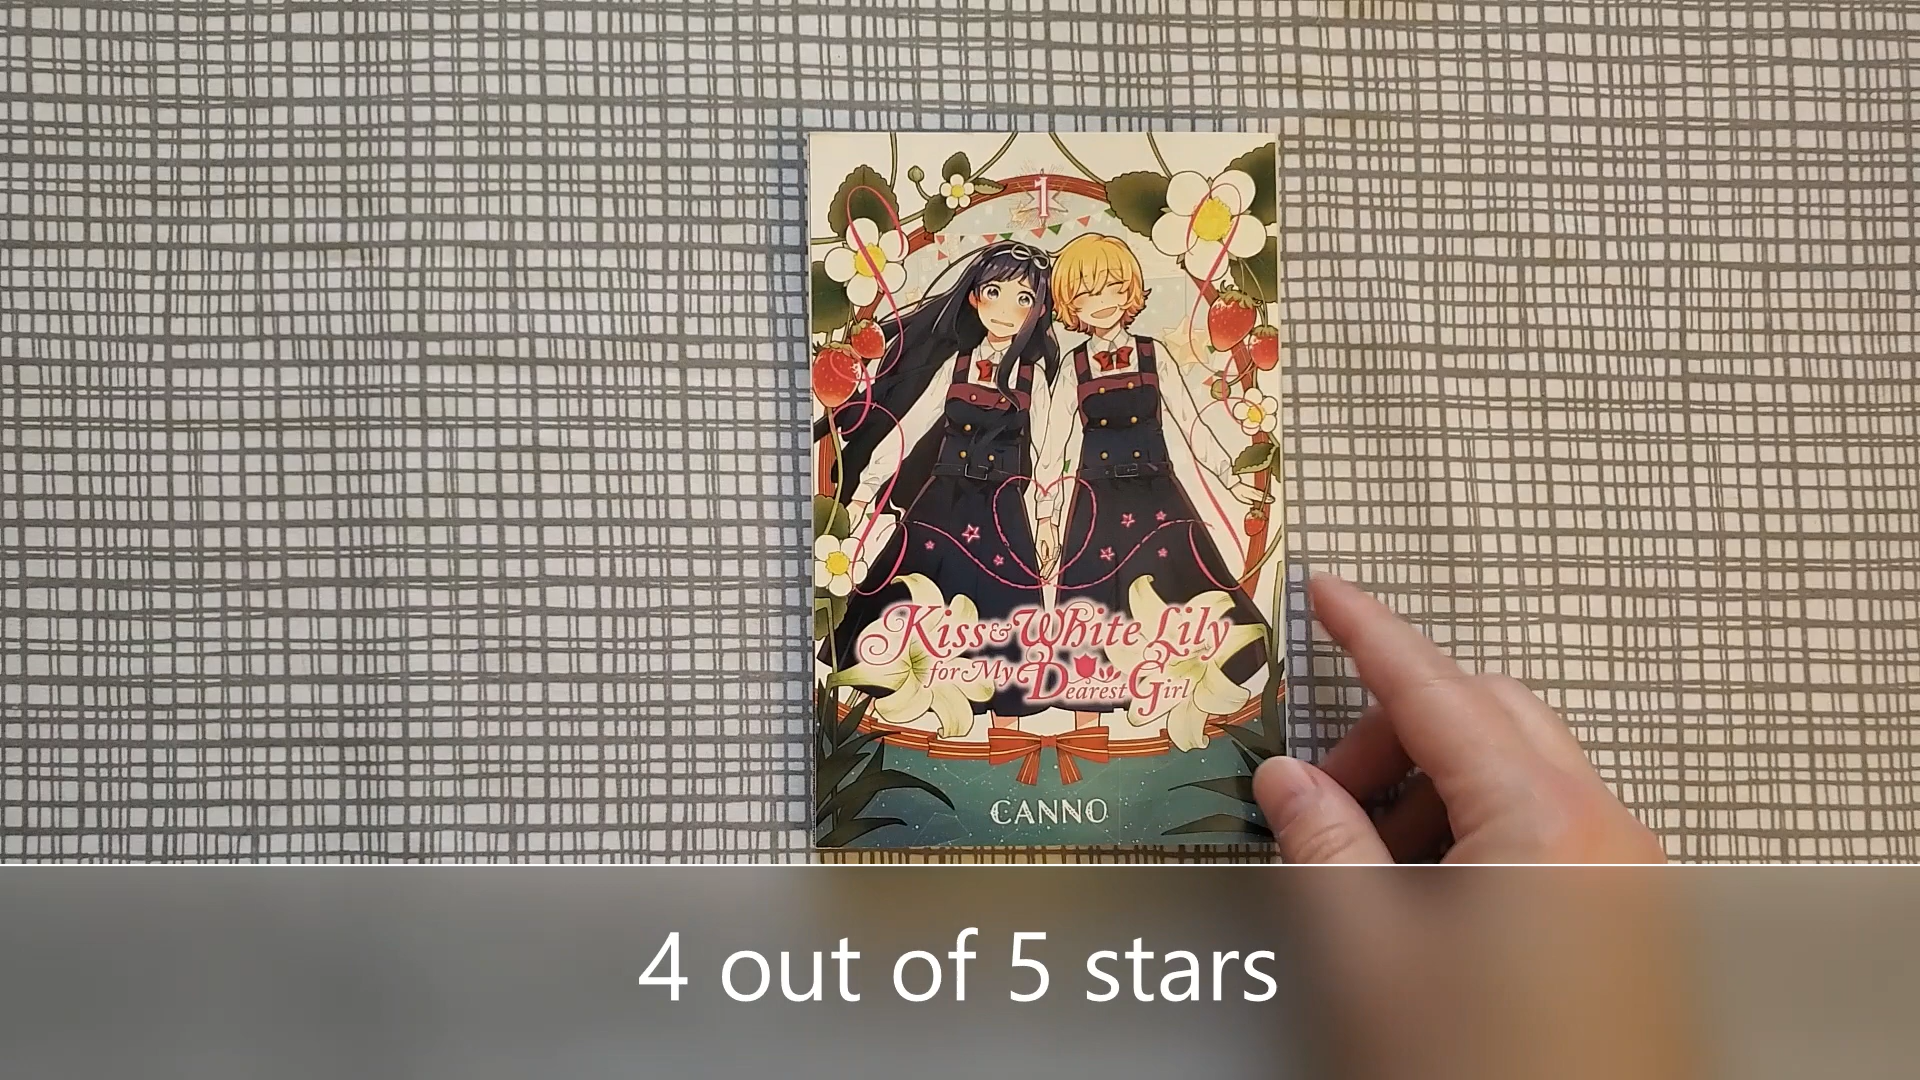 1
Kiss & White Lily
for My Dearest Girl
CANNO
4 out of 5 stars